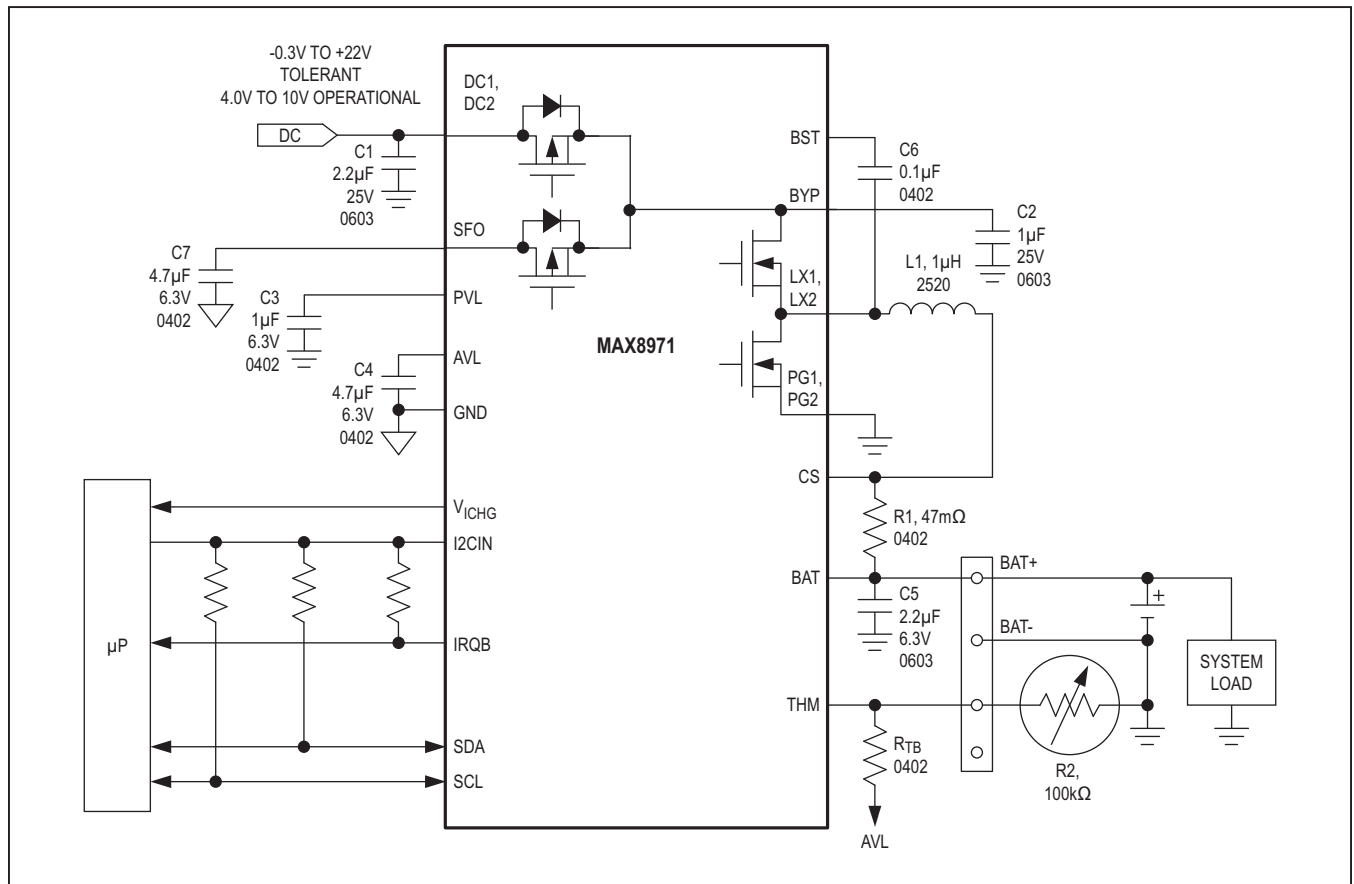 -0.3V TO +22V
TOLERANT
4.0V TO 10V OPERATIONAL
DC
C1
2.2µF
25V
0603
DC1,
DC2
SFO
C7
4.7µF
6.3V
0402
C3
1µF
6.3V
0402
PVL
C4
4.7µF
6.3V
0402
AVL
GND
MAX8971
BST
C6
0.1µF
0402
BYP
C2
1µF
25V
0603
LX1,
LX2
L1, 1µH
2520
PG1,
PG2
CS
R1, 47mΩ
0402
BAT
C5
2.2µF
6.3V
0603
BAT+
+
BAT-
SYSTEM
LOAD
THM
RTB
0402
AVL
R2,
100kΩ
µP
VICHG
I2CIN
IRQB
SDA
SCL